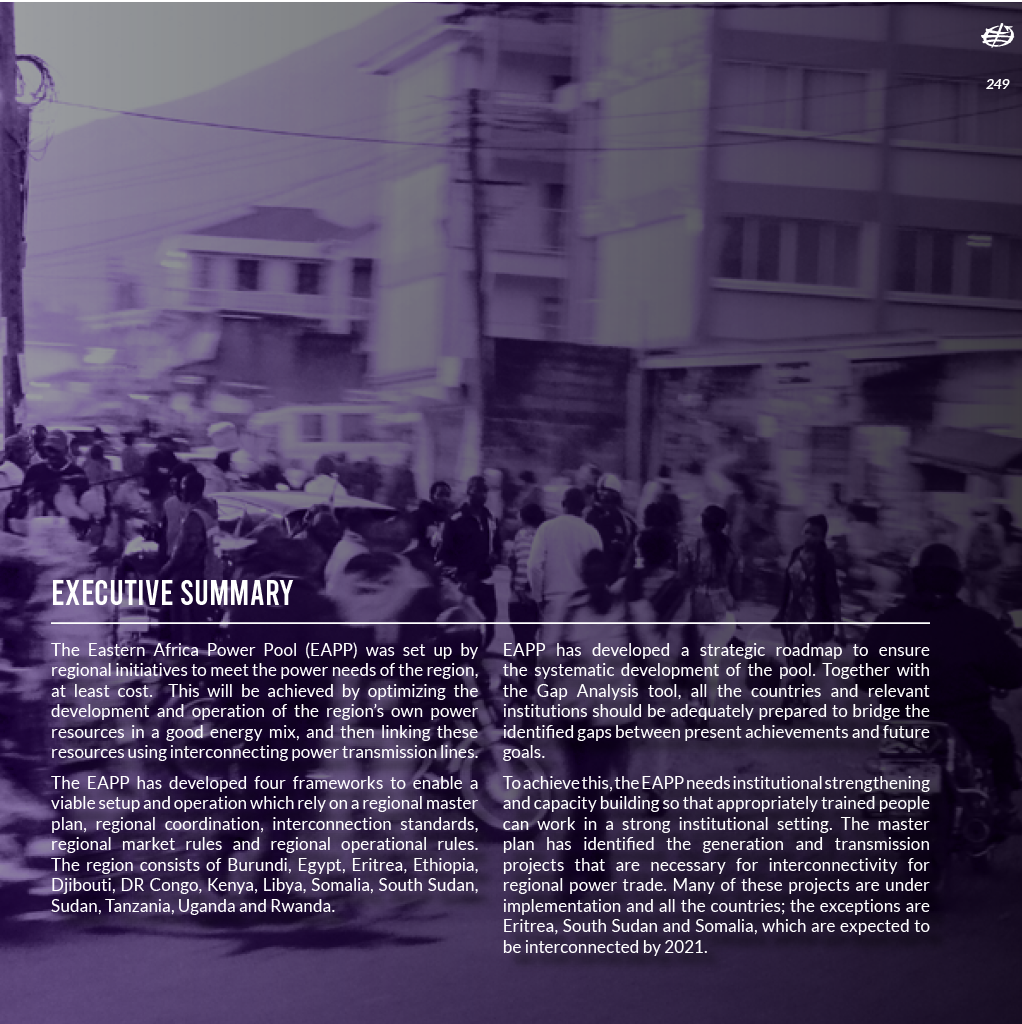 249
EXECUTIVE SUMMARY
The Eastern Africa Power Pool (EAPP) was set up by
regional initiatives to meet the power needs of the region,
at least cost.  This will be achieved by optimizing the
development and operation of the region's own power
resources in a good energy mix, and then linking these
resources using interconnecting power transmission lines.
The EAPP has developed four frameworks to enable a
viable setup and operation which rely on a regional master
plan, regional coordination, interconnection standards,
regional market rules and regional operational rules.
The region consists of Burundi, Egypt, Eritrea, Ethiopia,
Djibouti, DR Congo, Kenya, Libya, Somalia, South Sudan,
Sudan, Tanzania, Uganda and Rwanda.
EAPP has developed a strategic roadmap to ensure
the systematic development of the pool. Together with
the Gap Analysis tool, all the countries and relevant
institutions should be adequately prepared to bridge the
identified gaps between present achievements and future
goals.
To achieve this, the EAPP needs institutional strengthening
and capacity building so that appropriately trained people
can work in a strong institutional setting. The master
plan has identified the generation and transmission
projects that are necessary for interconnectivity for
regional power trade. Many of these projects are under
implementation and all the countries; the exceptions are
Eritrea, South Sudan and Somalia, which are expected to
be interconnected by 2021.